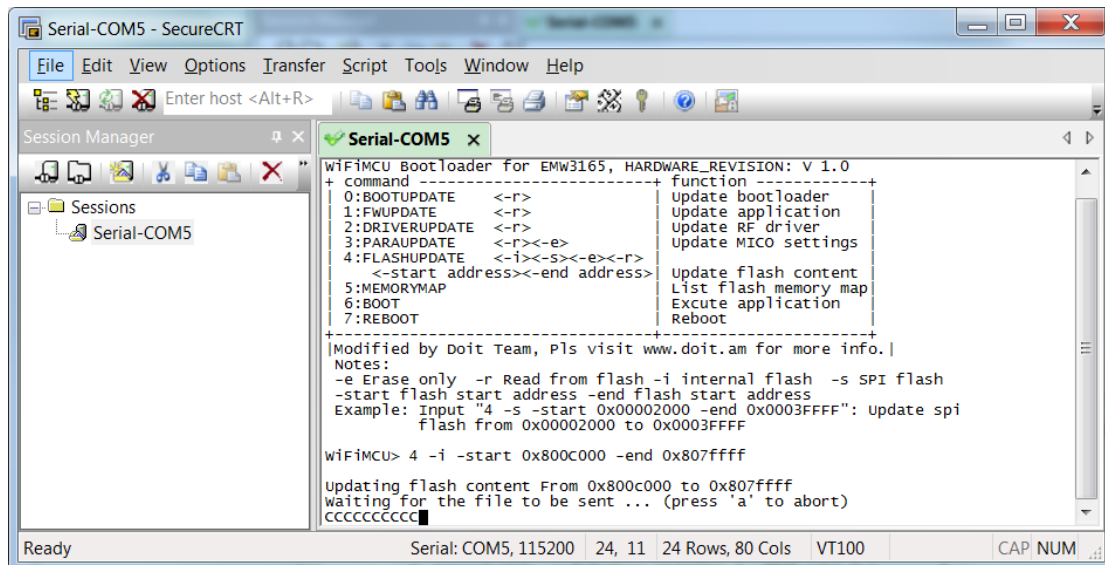 Serial-COM5 - SecureCRT
File Edit View Options Transfer Script Tools Window Help
Enter host <Alt+R>
Session Manager
Serial-COM5
Sessions
Serial-COM5
WiFiMCU Bootloader for EMW3165, HARDWARE_REVISION: V 1.0
+ command -------------------------+ function ------------+
| 0:BOOTUPDATE    <-r>             | Update bootloader    |
| 1:FWUPDATE      <-r>             | Update application   |
| 2:DRIVERUPDATE  <-r>             | Update RF driver     |
| 3:PARAUPDATE    <-r><-e>         | Update MICO settings |
| 4:FLASHUPDATE   <-i><-s><-e><-r> |                      |
|    <-start address><-end address>| Update flash content |
| 5:MEMORYMAP                      | List flash memory map|
| 6:BOOT                           | Excute application   |
| 7:REBOOT                         | Reboot               |
+----------------------------------+----------------------+
|Modified by Doit Team, Pls visit www.doit.am for more info.|
Notes:
-e Erase only  -r Read from flash -i internal flash  -s SPI flash
-start flash start address -end flash start address
Example: Input "4 -s -start 0x00002000 -end 0x0003FFFF": Update spi
flash from 0x00002000 to 0x0003FFFF
WiFiMCU> 4 -i -start 0x800C000 -end 0x807ffff
Updating flash content From 0x800c000 to 0x807ffff
Waiting for the file to be sent ... (press 'a' to abort)
CCCCCCCCCC
Ready Serial: COM5, 115200 24, 11 24 Rows, 80 Cols VT100 CAP NUM